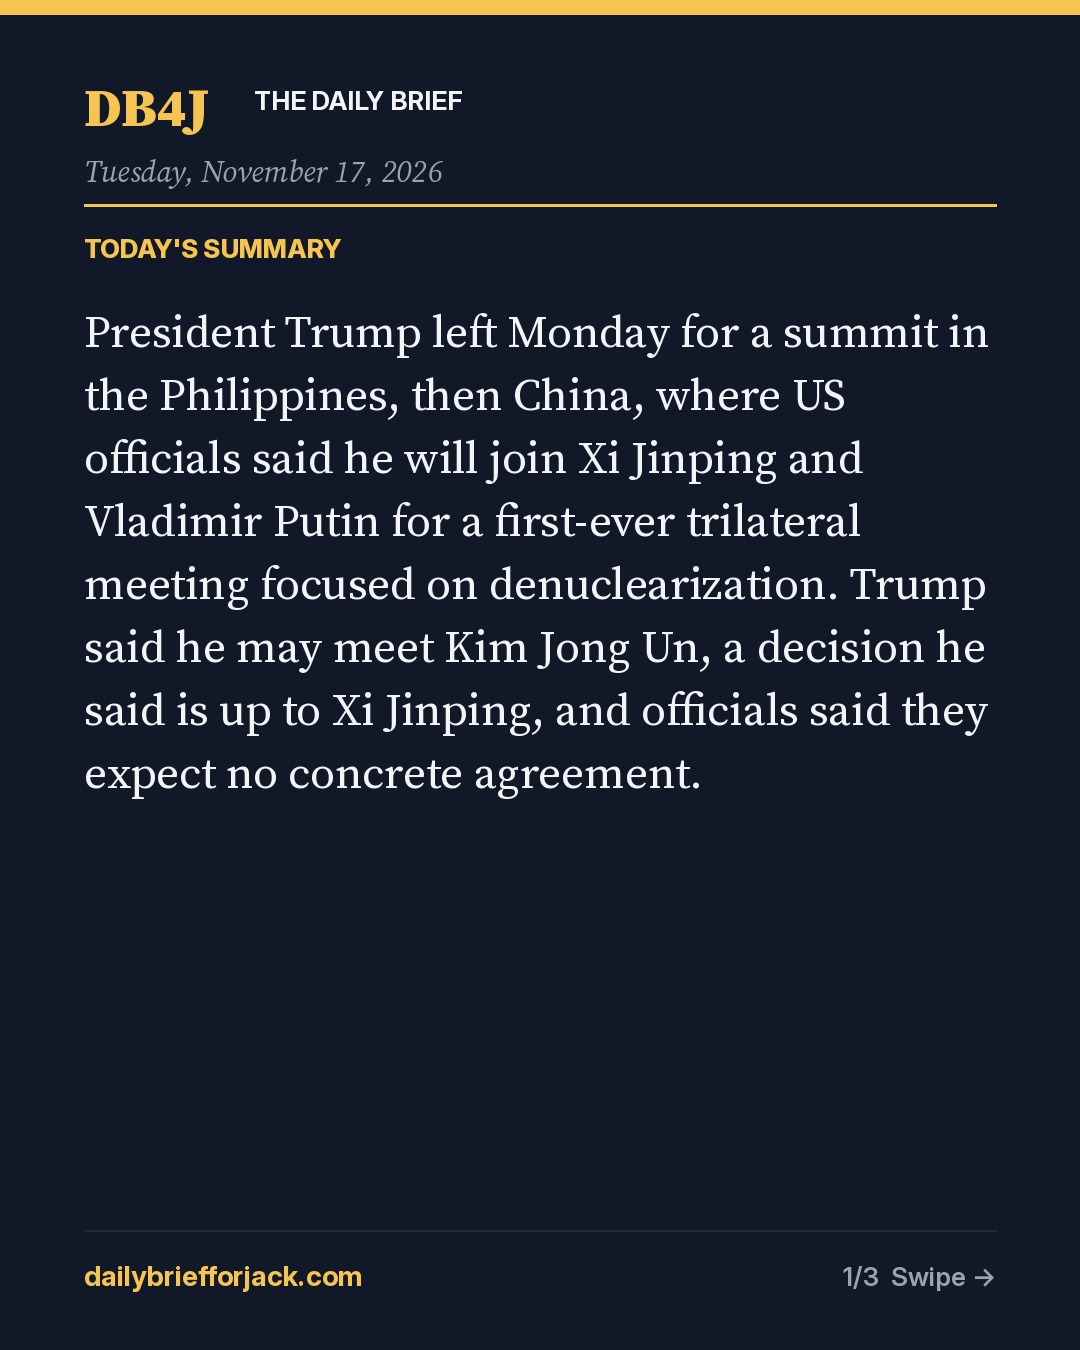 DB4J THE DAILY BRIEF
Tuesday, November 17, 2026
TODAY'S SUMMARY
President Trump left Monday for a summit in
the Philippines, then China, where US
officials said he will join Xi Jinping and
Vladimir Putin for a first-ever trilateral
meeting focused on denuclearization. Trump
said he may meet Kim Jong Un, a decision he
said is up to Xi Jinping, and officials said they
expect no concrete agreement.
dailybriefforjack.com 1/3 Swipe →